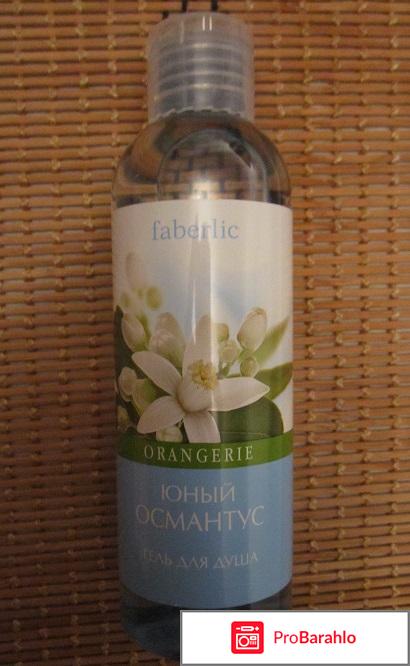 faberlic
ORANGERIE
ЮНЫЙ
ОСМАНТУС
ГЕЛЬ ДЛЯ ДУША
ProBarahlo